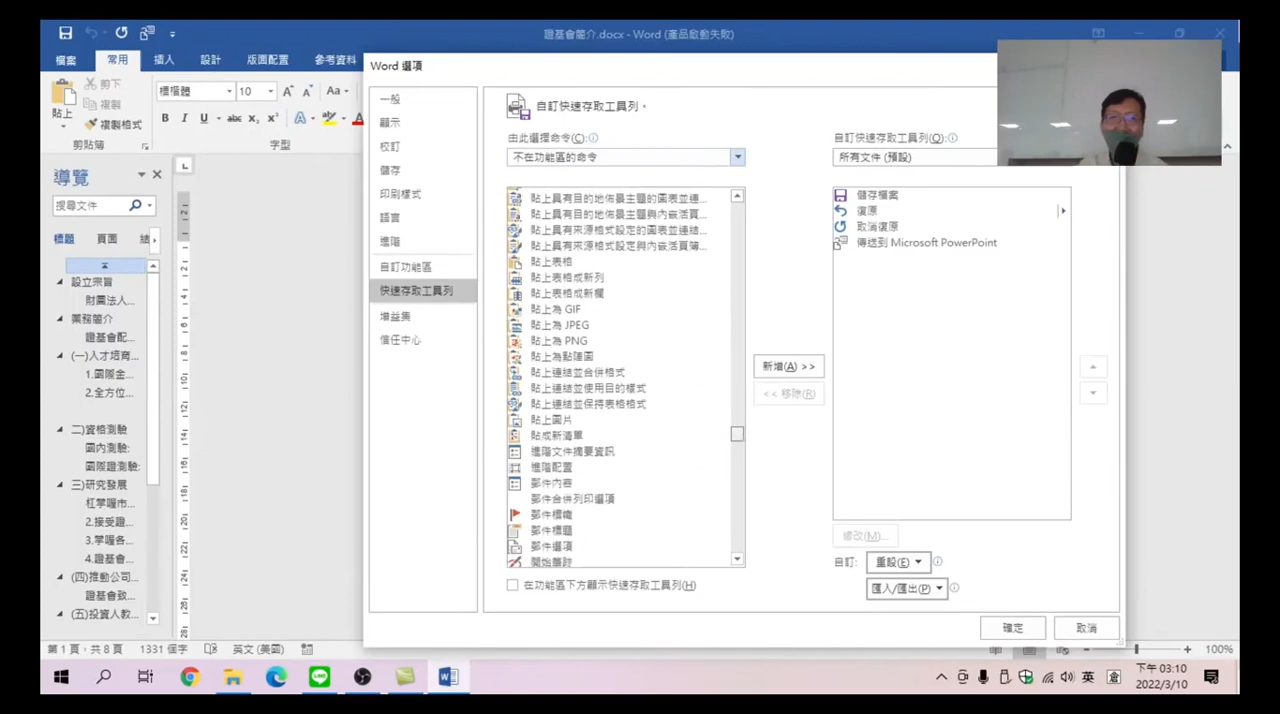 證基會簡介.docx - Word (產品啟動失敗)
檔案 常用 插入 設計 版面配置 參考資料
剪下
複製
複製格式
貼上
剪貼簿
標楷體 10
B I U abc X₂ X² A
Aa
字型
導覽
搜尋文件
標題 頁面 結
設立宗旨
財團法人...
業務簡介
證基會配...
(一)人才培育...
1.國際金...
2.全方位...
二)資格測驗
國內測驗:
國際證測驗:
三)研究發展
杠掌握市...
2.接受證...
3.掌握各...
4.證基會...
(四)推動公司...
證基會致...
(五)投資人教...
Word 選項
一般
顯示
校訂
儲存
印刷樣式
語言
進階
自訂功能區
快速存取工具列
增益集
信任中心
自訂快速存取工具列。
由此選擇命令(C):
不在功能區的命令
貼上具有目的地佈景主題的圖表並連...
貼上具有目的地佈景主題與內嵌活頁...
貼上具有來源格式設定的圖表並連結...
貼上具有來源格式設定與內嵌活頁簿...
貼上表格
貼上表格成新列
貼上表格成新欄
貼上為 GIF
貼上為 JPEG
貼上為 PNG
貼上為點陣圖
貼上連結並合併格式
貼上連結並使用目的樣式
貼上連結並保持表格格式
貼上圖片
貼成新清單
進階文件摘要資訊
進階配置
郵件內容
郵件合併列印選項
郵件標幟
郵件標題
郵件選項
開始追蹤
在功能區下方顯示快速存取工具列(H)
新增(A) >>
<< 移除(R)
自訂快速存取工具列(Q):
所有文件 (預設)
儲存檔案
復原
取消復原
傳送到 Microsoft PowerPoint
修改(M)...
自訂: 重設(E)
匯入/匯出(P)
確定 取消
第 1 頁，共 8 頁 1331 個字 英文 (美國) 100%
英 倉 下午 03:10
2022/3/10